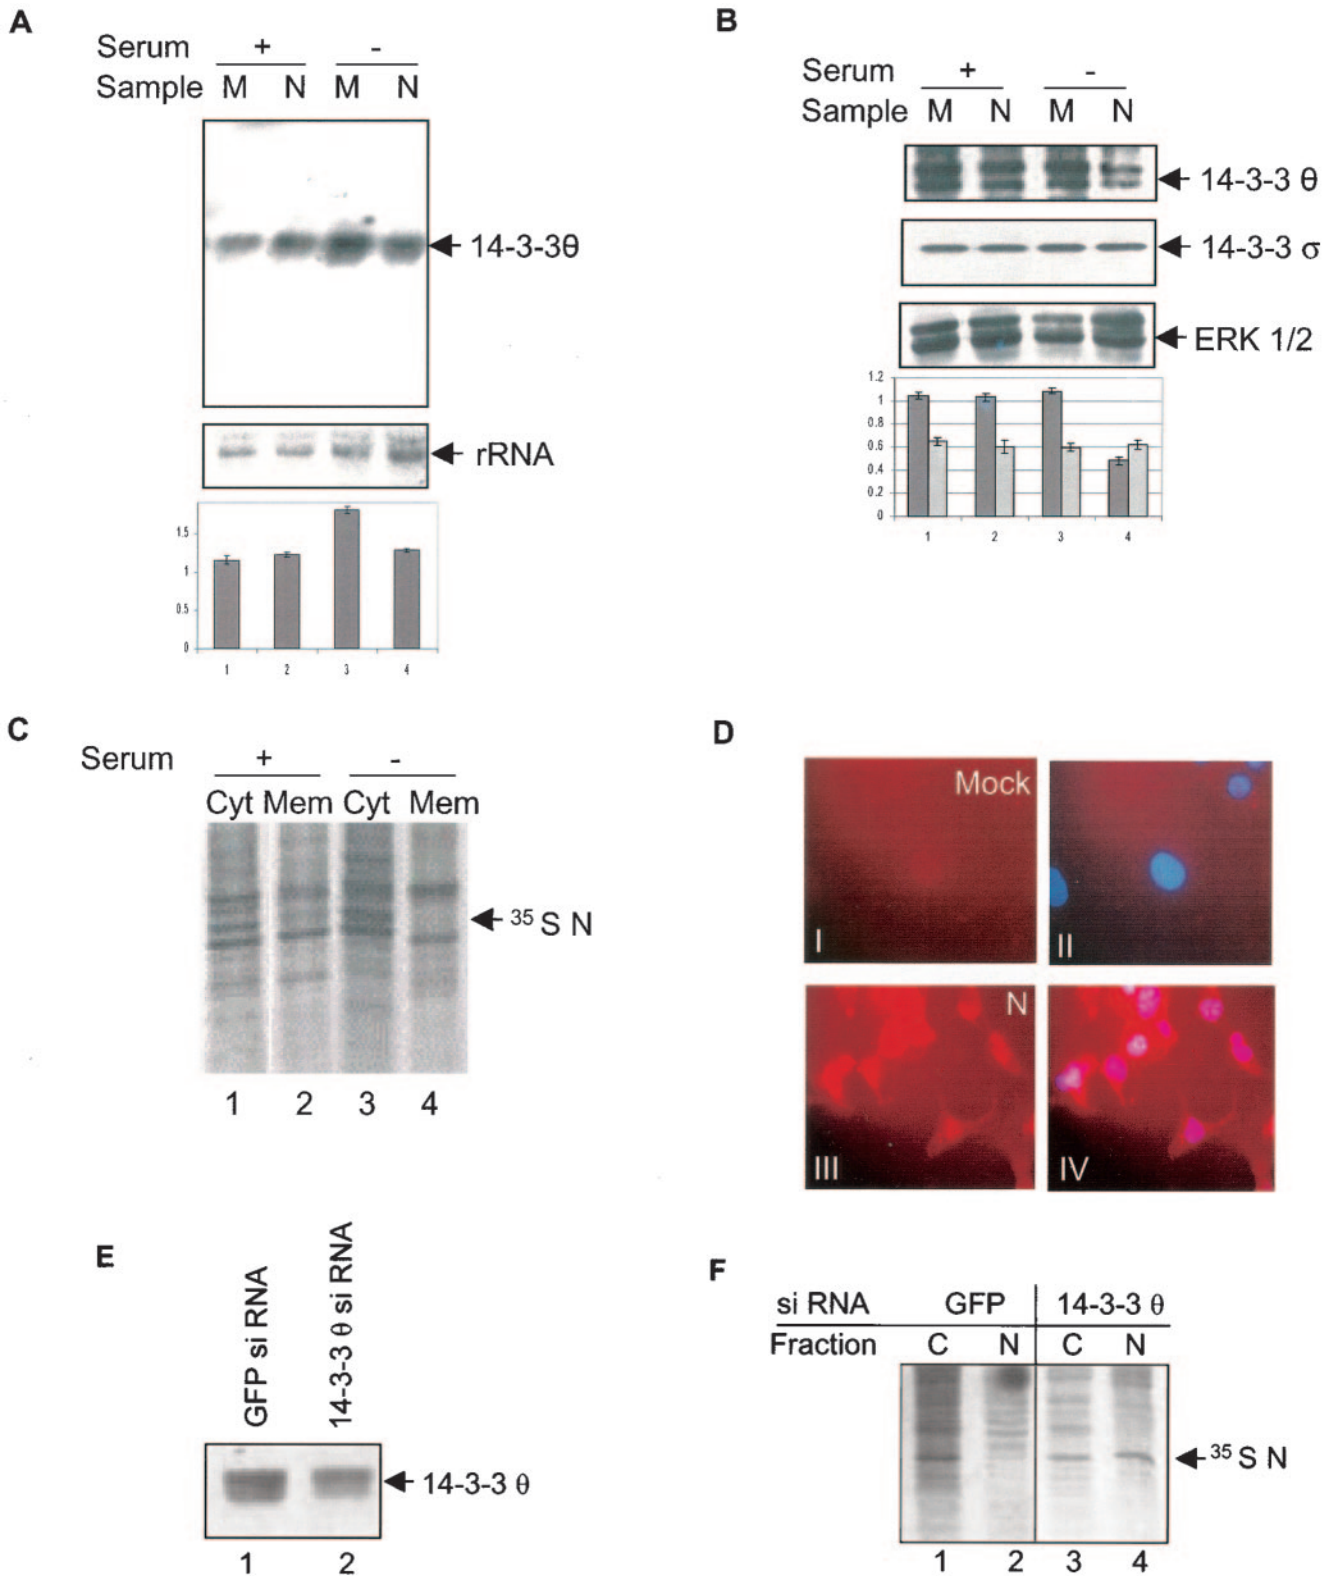 A
Serum + -
Sample M N M N
14-3-3θ
rRNA
1.5
1
0.5
0
1 2 3 4
B
Serum + -
Sample M N M N
14-3-3 θ
14-3-3 σ
ERK 1/2
1.2
1
0.8
0.6
0.4
0.2
0
1 2 3 4
C
Serum + -
Cyt Mem Cyt Mem
35 S N
1 2 3 4
D
Mock
I
II
N
III
IV
E
GFP si RNA
14-3-3 θ si RNA
14-3-3 θ
1 2
F
si RNA GFP 14-3-3 θ
Fraction C N C N
35 S N
1 2 3 4